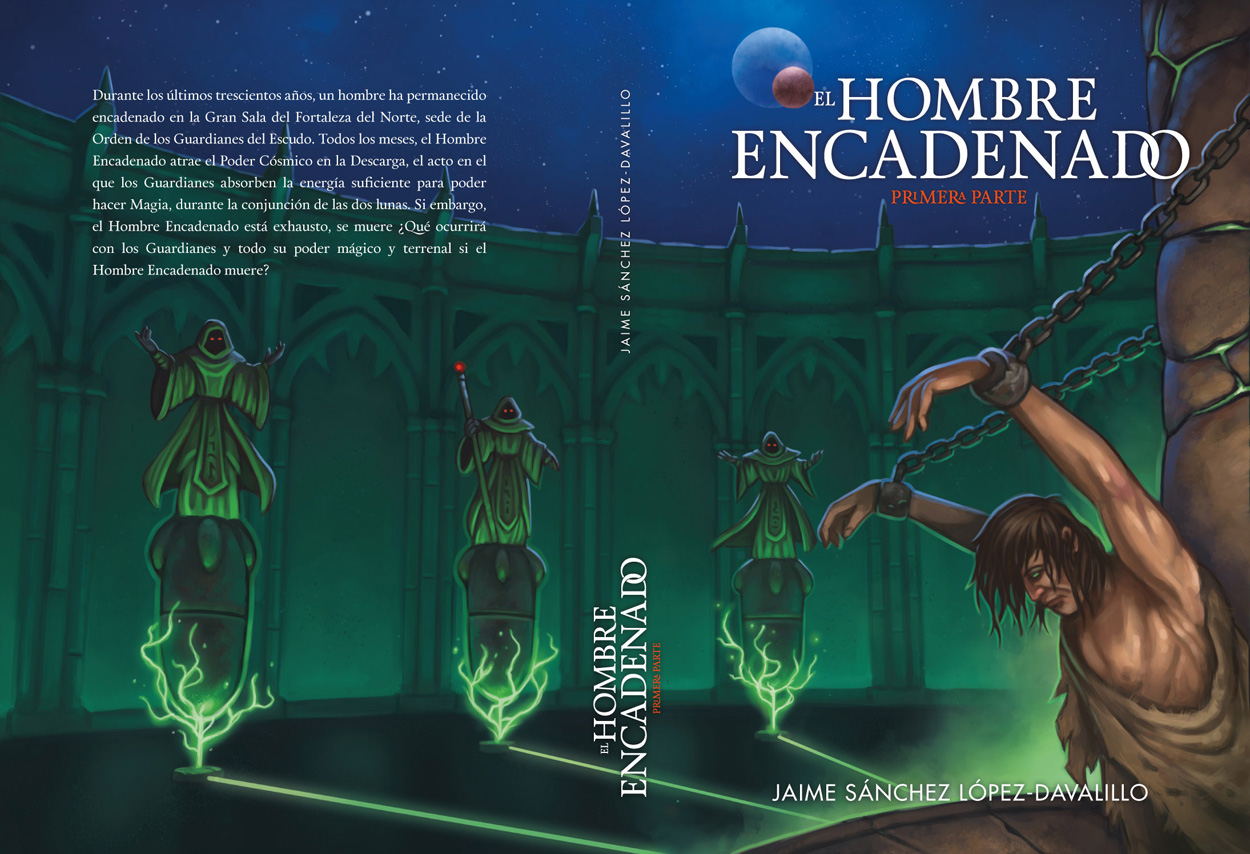 Durante los últimos trescientos años, un hombre ha permanecido
encadenado en la Gran Sala del Fortaleza del Norte, sede de la
Orden de los Guardianes del Escudo. Todos los meses, el Hombre
Encadenado atrae el Poder Cósmico en la Descarga, el acto en el
que los Guardianes absorben la energía suficiente para poder
hacer Magia, durante la conjunción de las dos lunas. Si embargo,
el Hombre Encadenado está exhausto, se muere ¿Qué ocurrirá
con los Guardianes y todo su poder mágico y terrenal si el
Hombre Encadenado muere?
JAIME SÁNCHEZ LÓPEZ-DAVALILLO
EL HOMBRE
ENCADENADO
PRIMERA PARTE
EL HOMBRE
ENCADENADO
PRIMERA PARTE
JAIME SÁNCHEZ LÓPEZ-DAVALILLO